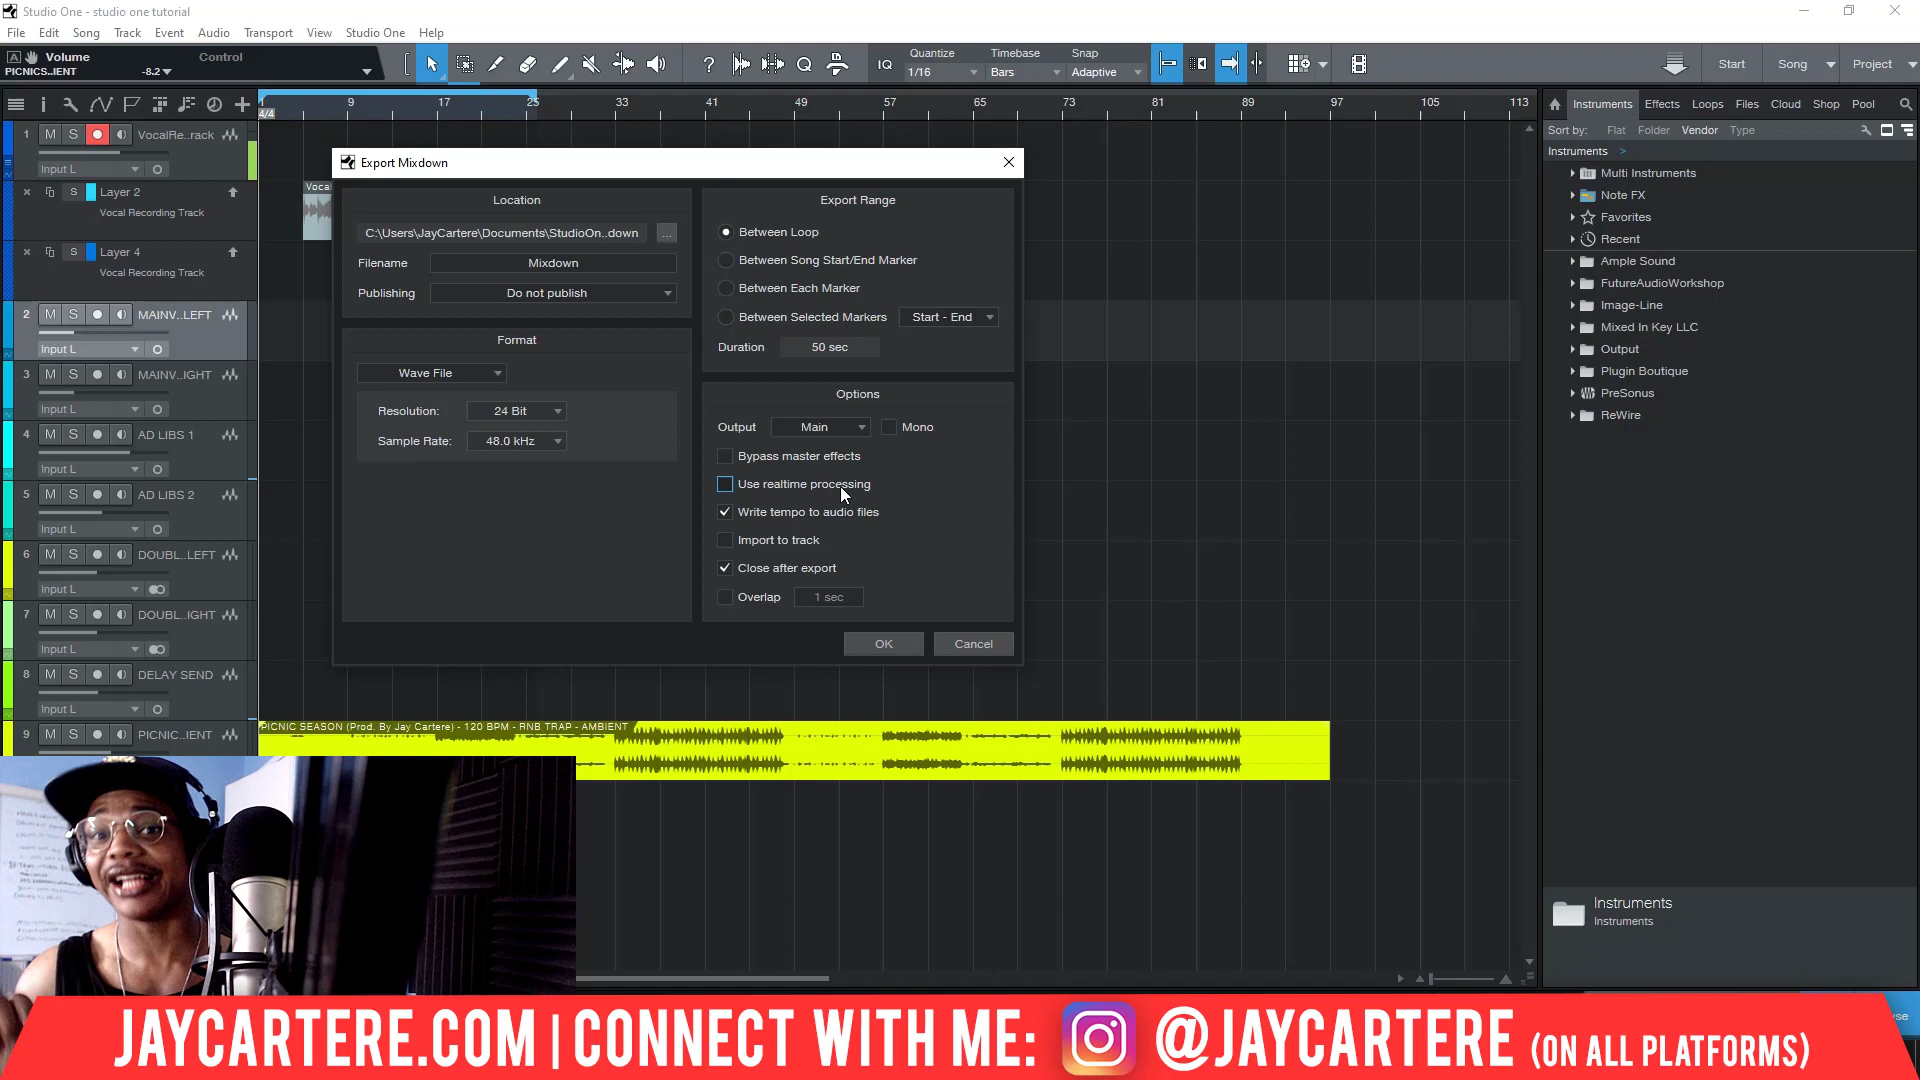 Studio One - studio one tutorial
File Edit Song Track Event Audio Transport View Studio One Help
Volume Control
PICNICS..IENT -8.2
Quantize Timebase Snap
IQ 1/16 Bars Adaptive
Start Song Project
9 17 25 33 41 49 57 65 73 81 89 97 105 113
4/4
1 M S VocalRe..rack
Input L
S Layer 2
Vocal Recording Track
S Layer 4
Vocal Recording Track
2 M S MAINV..LEFT
Input L
3 M S MAINV..IGHT
Input L
4 M S AD LIBS 1
Input L
5 M S AD LIBS 2
Input L
6 M S DOUBL..LEFT
Input L
7 M S DOUBL..IGHT
Input L
8 M S DELAY SEND
Input L
9 M S PICNIC..IENT
Voca
PICNIC SEASON (Prod. By Jay Cartere) - 120 BPM - RNB TRAP - AMBIENT
Export Mixdown
Location
C:\Users\JayCartere\Documents\StudioOn..down ...
Filename Mixdown
Publishing Do not publish
Format
Wave File
Resolution: 24 Bit
Sample Rate: 48.0 kHz
Export Range
Between Loop
Between Song Start/End Marker
Between Each Marker
Between Selected Markers Start - End
Duration 50 sec
Options
Output Main Mono
Bypass master effects
Use realtime processing
Write tempo to audio files
Import to track
Close after export
Overlap 1 sec
OK Cancel
Instruments Effects Loops Files Cloud Shop Pool
Sort by: Flat Folder Vendor Type
Instruments >
Multi Instruments
Note FX
Favorites
Recent
Ample Sound
FutureAudioWorkshop
Image-Line
Mixed In Key LLC
Output
Plugin Boutique
PreSonus
ReWire
Instruments
Instruments
JAYCARTERE.COM | CONNECT WITH ME: @JAYCARTERE (ON ALL PLATFORMS)